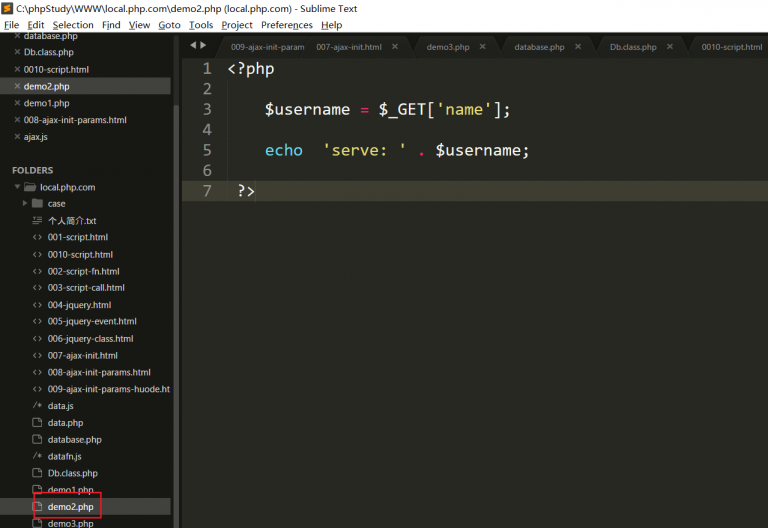 C:\phpStudy\WWW\local.php.com\demo2.php (local.php.com) - Sublime Text
File Edit Selection Find View Goto Tools Project Preferences Help
database.php
Db.class.php
0010-script.html
demo2.php
demo1.php
008-ajax-init-params.html
ajax.js
FOLDERS
local.php.com
case
个人简介.txt
001-script.html
0010-script.html
002-script-fn.html
003-script-call.html
004-jquery.html
005-jquery-event.html
006-jquery-class.html
007-ajax-init.html
008-ajax-init-params.html
009-ajax-init-params-huode.ht
data.js
data.php
database.php
datafn.js
Db.class.php
demo1.php
demo2.php
demo3.php
009-ajax-init-param 007-ajax-init.html demo3.php database.php Db.class.php 0010-script.html
1 <?php
2
3 $username = $_GET['name'];
4
5 echo  'serve: ' . $username;
6
7 ?>